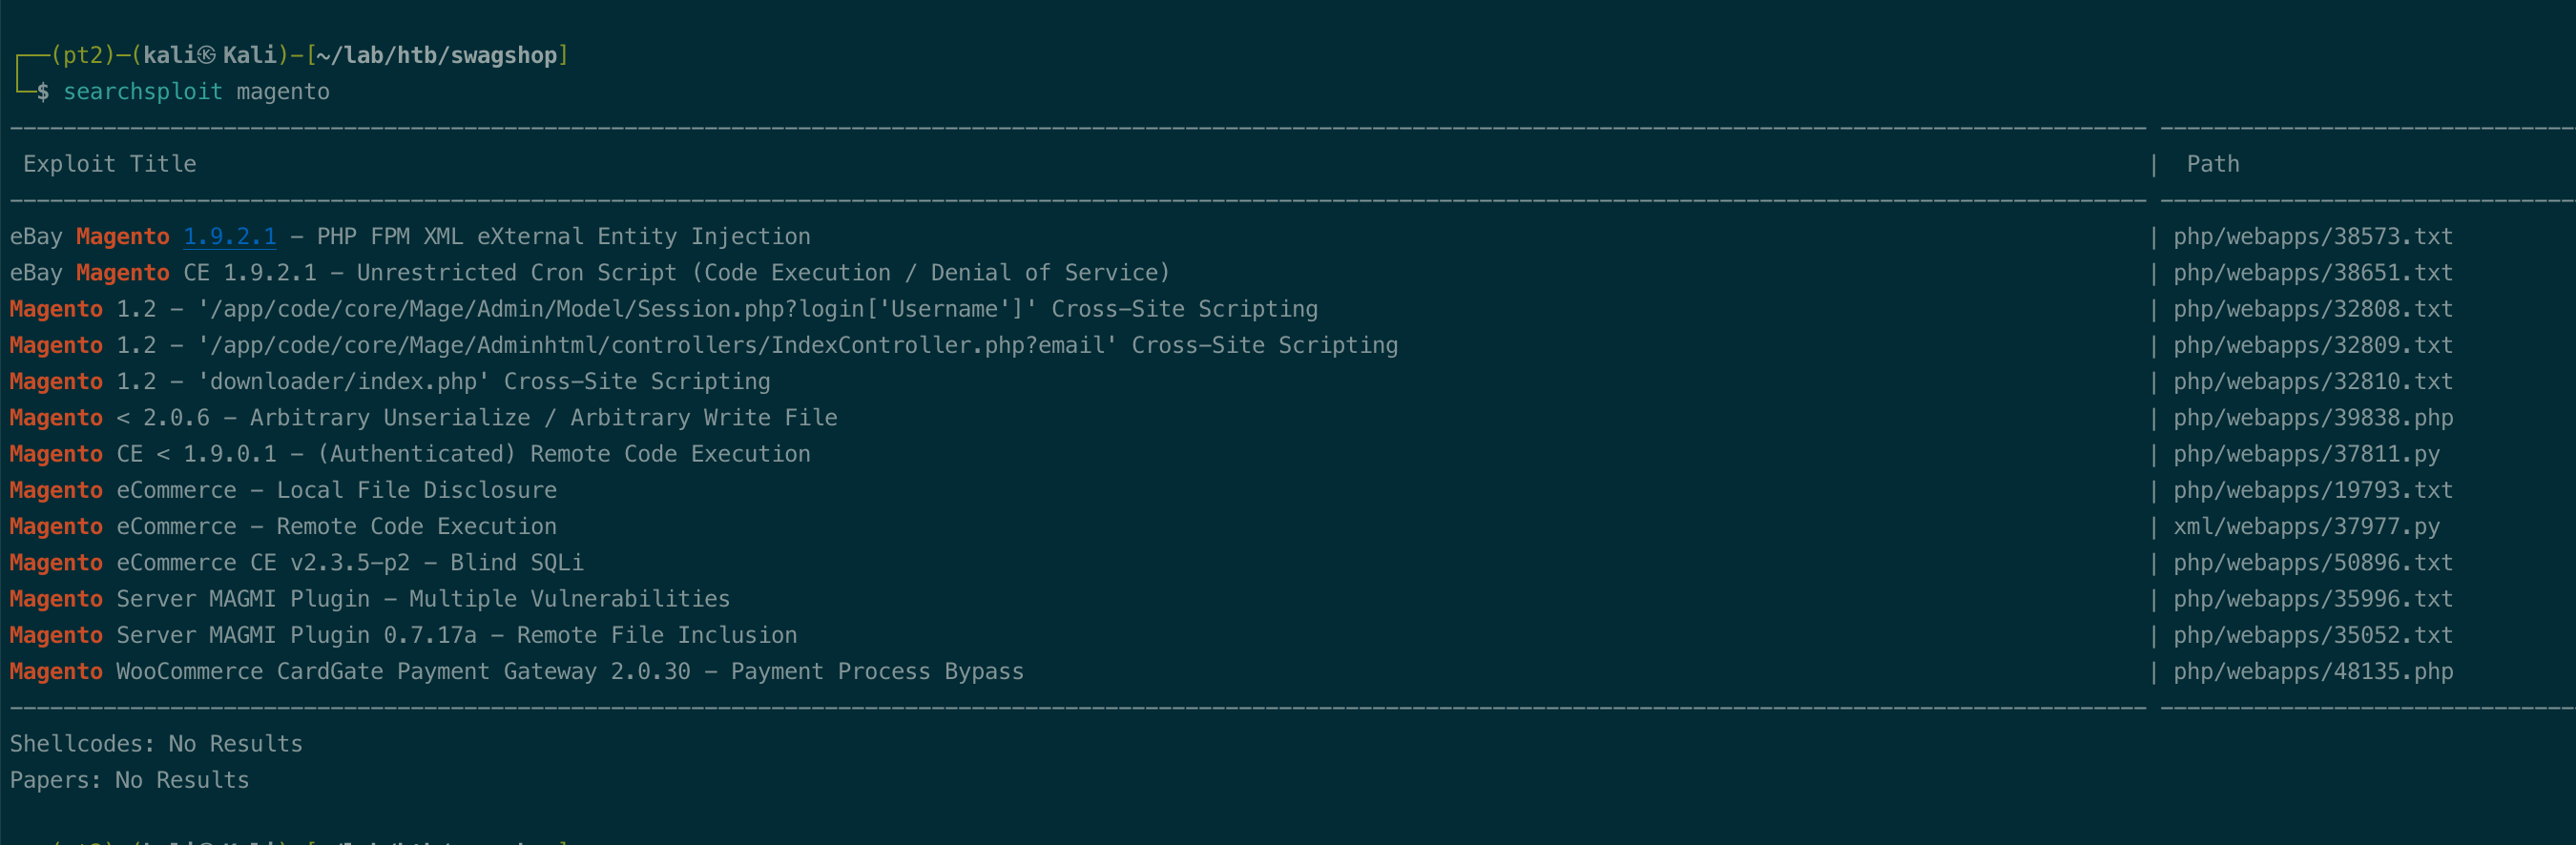 (pt2)-(kali㉿Kali)-[~/lab/htb/swagshop]
$ searchsploit magento
Exploit Title | Path
eBay Magento 1.9.2.1 - PHP FPM XML eXternal Entity Injection | php/webapps/38573.txt
eBay Magento CE 1.9.2.1 - Unrestricted Cron Script (Code Execution / Denial of Service) | php/webapps/38651.txt
Magento 1.2 - '/app/code/core/Mage/Admin/Model/Session.php?login['Username']' Cross-Site Scripting | php/webapps/32808.txt
Magento 1.2 - '/app/code/core/Mage/Adminhtml/controllers/IndexController.php?email' Cross-Site Scripting | php/webapps/32809.txt
Magento 1.2 - 'downloader/index.php' Cross-Site Scripting | php/webapps/32810.txt
Magento < 2.0.6 - Arbitrary Unserialize / Arbitrary Write File | php/webapps/39838.php
Magento CE < 1.9.0.1 - (Authenticated) Remote Code Execution | php/webapps/37811.py
Magento eCommerce - Local File Disclosure | php/webapps/19793.txt
Magento eCommerce - Remote Code Execution | xml/webapps/37977.py
Magento eCommerce CE v2.3.5-p2 - Blind SQLi | php/webapps/50896.txt
Magento Server MAGMI Plugin - Multiple Vulnerabilities | php/webapps/35996.txt
Magento Server MAGMI Plugin 0.7.17a - Remote File Inclusion | php/webapps/35052.txt
Magento WooCommerce CardGate Payment Gateway 2.0.30 - Payment Process Bypass | php/webapps/48135.php
Shellcodes: No Results
Papers: No Results